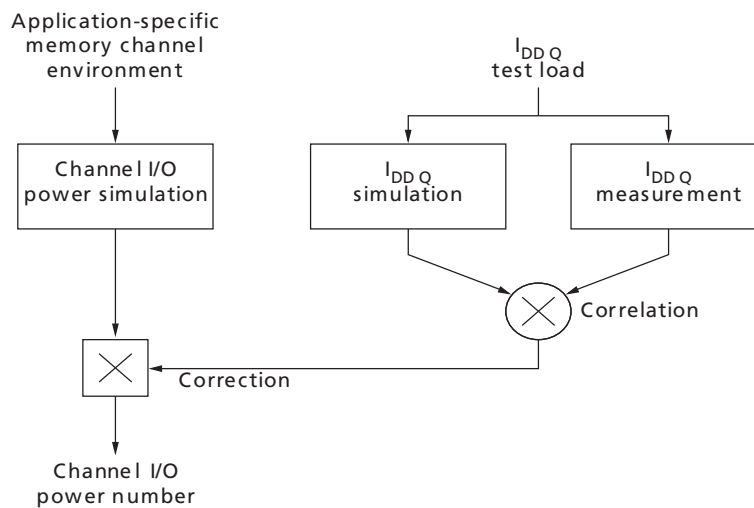 Application-specific
memory channel
environment
IDD Q
test load
Channel I/O
power simulation
IDD Q
simulation
IDD Q
measurement
Correlation
Correction
Channel I/O
power number